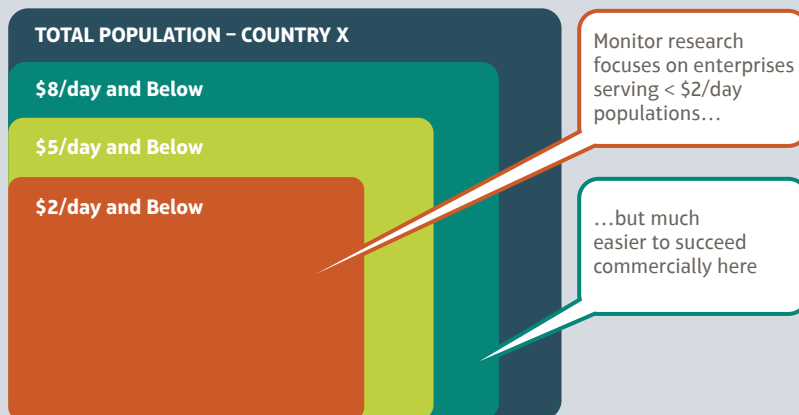 TOTAL POPULATION – COUNTRY X
$8/day and Below
$5/day and Below
$2/day and Below
Monitor research
focuses on enterprises
serving < $2/day
populations…
…but much
easier to succeed
commercially here